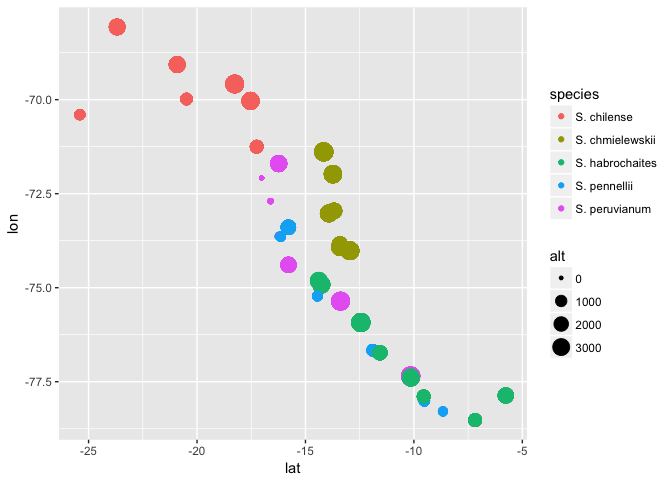 -70.0
-72.5
-75.0
-77.5
lon
-25
-20
-15
-10
-5
lat
species
S. chilense
S. chmielewskii
S. habrochaites
S. pennellii
S. peruvianum
alt
0
1000
2000
3000